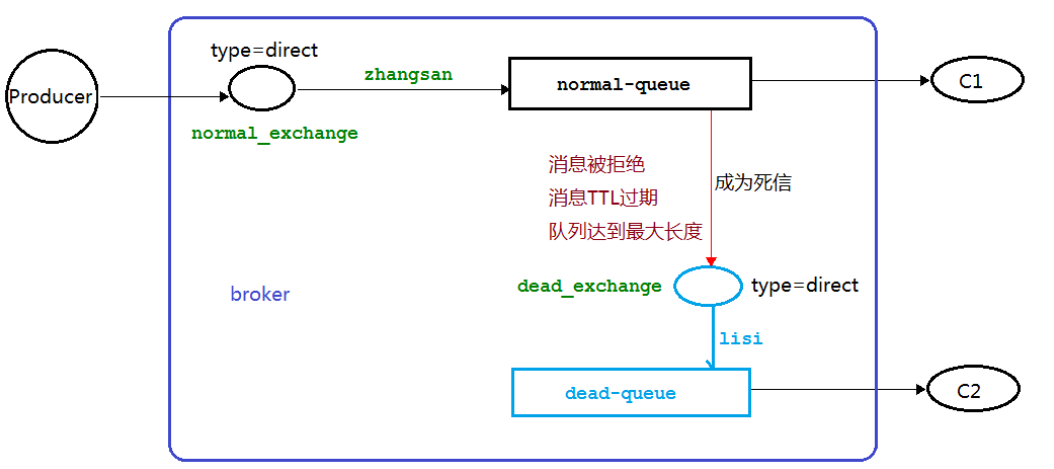 type=direct
Producer
zhangsan
normal-queue
C1
normal_exchange
消息被拒绝
消息TTL过期
队列达到最大长度
成为死信
broker
dead_exchange
type=direct
lisi
dead-queue
C2